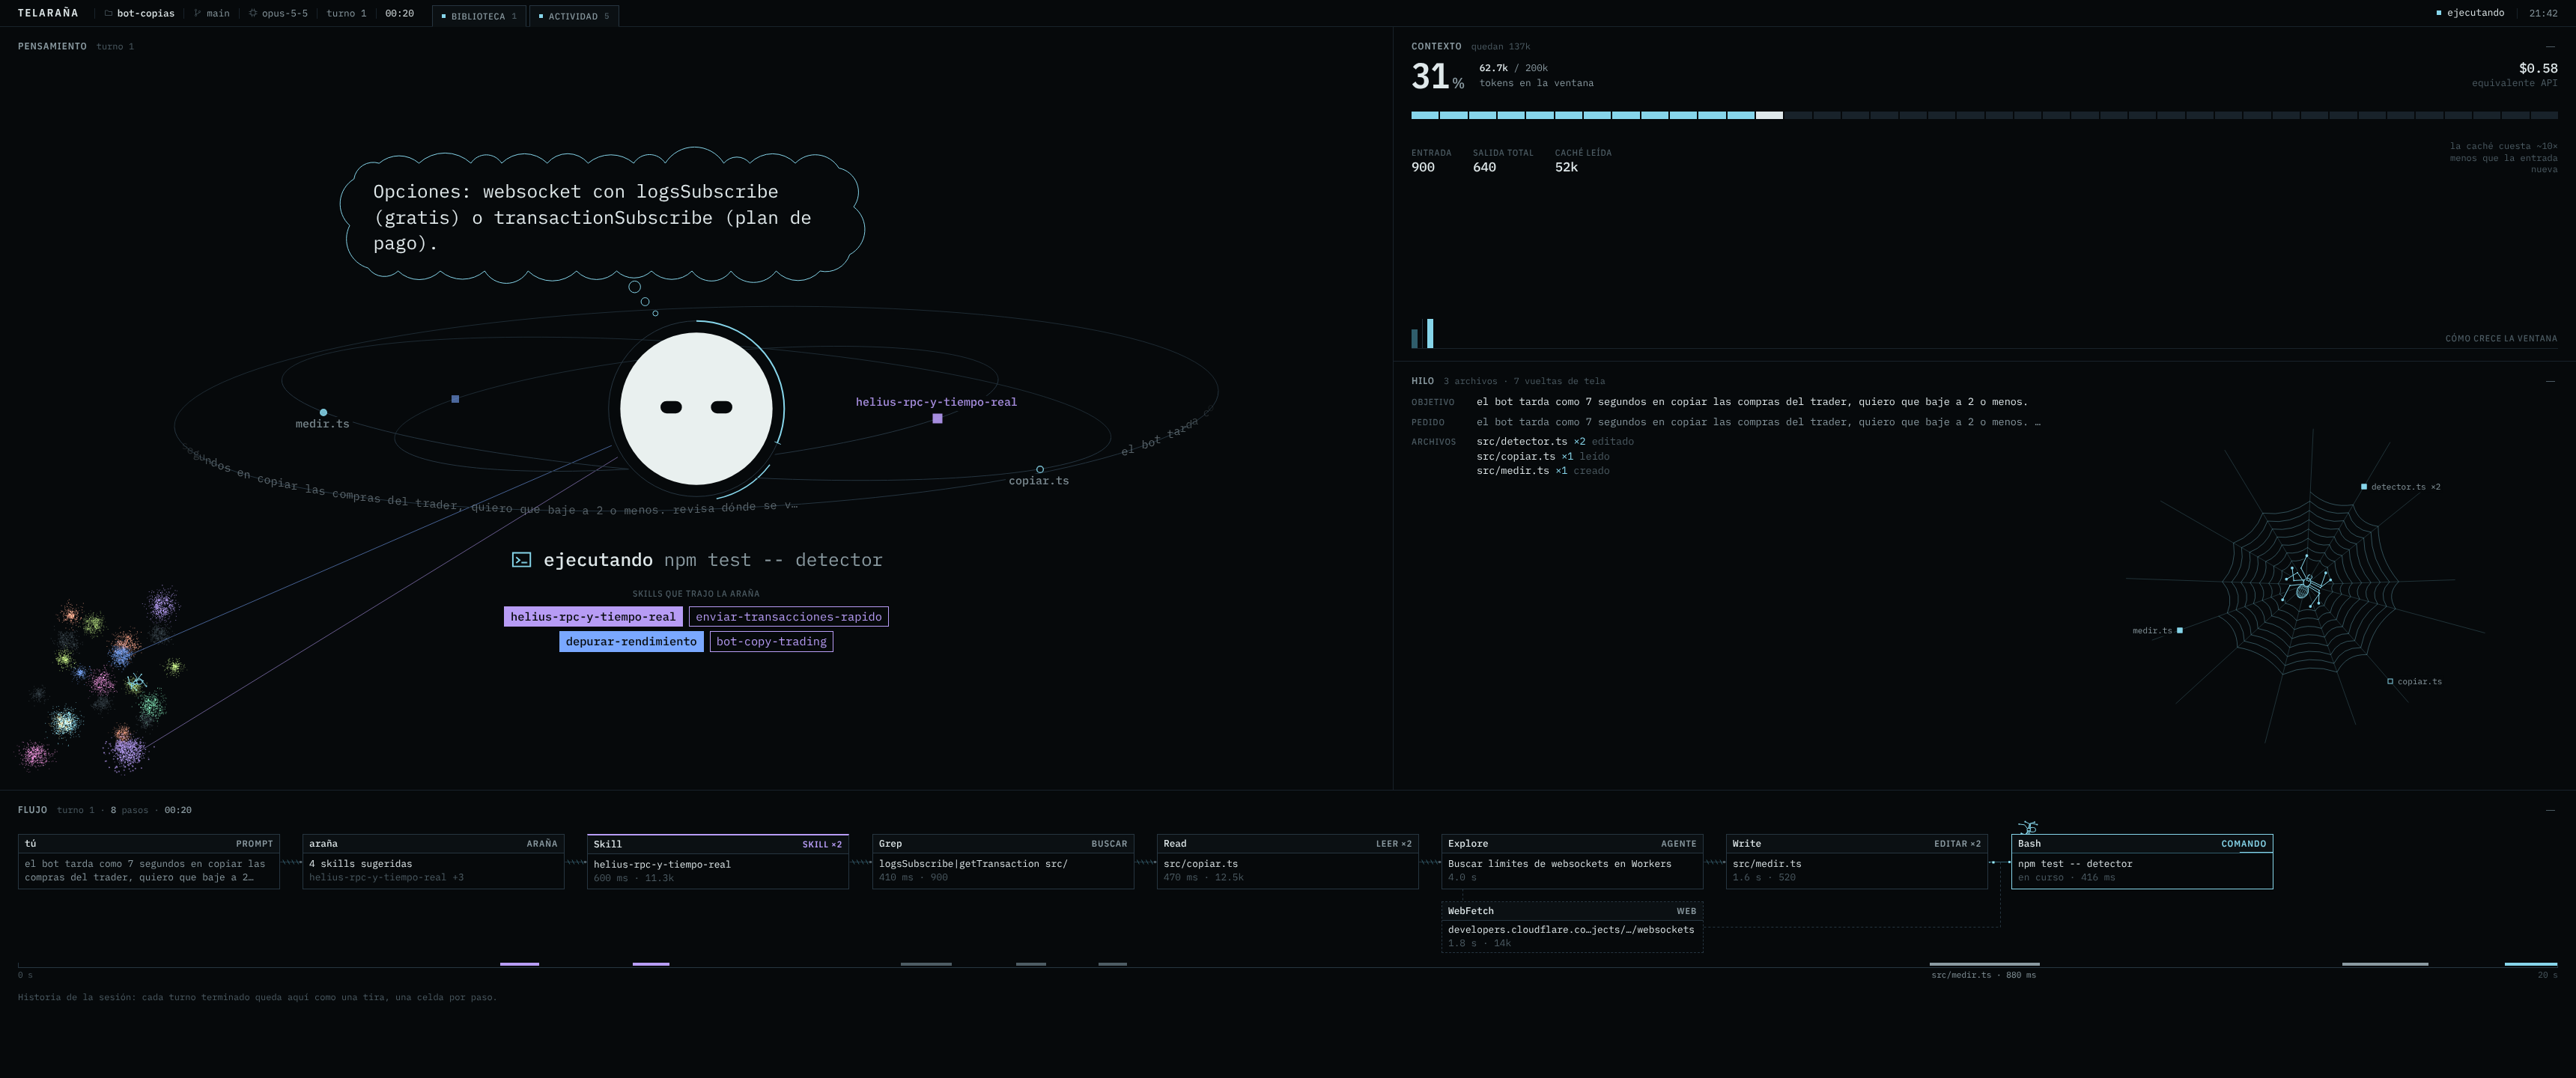 TELARAÑA bot-copias main opus-5-5 turno 1 00:20 BIBLIOTECA 1 ACTIVIDAD 5 ejecutando 21:42
PENSAMIENTO turno 1
Opciones: websocket con logsSubscribe
(gratis) o transactionSubscribe (plan de
pago).
helius-rpc-y-tiempo-real
medir.ts
copiar.ts
el bot tarda
segundos en copiar las compras del trader, quiero que baje a 2 o menos. revisa dónde se v…
ejecutando npm test -- detector
SKILLS QUE TRAJO LA ARAÑA
helius-rpc-y-tiempo-real enviar-transacciones-rapido
depurar-rendimiento bot-copy-trading
CONTEXTO quedan 137k —
31% 62.7k / 200k
tokens en la ventana
$0.58
equivalente API
ENTRADA SALIDA TOTAL CACHÉ LEÍDA
900 640 52k
la caché cuesta ~10×
menos que la entrada
nueva
CÓMO CRECE LA VENTANA
HILO 3 archivos · 7 vueltas de tela —
OBJETIVO el bot tarda como 7 segundos en copiar las compras del trader, quiero que baje a 2 o menos.
PEDIDO el bot tarda como 7 segundos en copiar las compras del trader, quiero que baje a 2 o menos. …
ARCHIVOS src/detector.ts ×2 editado
src/copiar.ts ×1 leído
src/medir.ts ×1 creado
detector.ts ×2
medir.ts
copiar.ts
FLUJO turno 1 · 8 pasos · 00:20 —
tú PROMPT
el bot tarda como 7 segundos en copiar las
compras del trader, quiero que baje a 2…
araña ARAÑA
4 skills sugeridas
helius-rpc-y-tiempo-real +3
Skill SKILL ×2
helius-rpc-y-tiempo-real
600 ms · 11.3k
Grep BUSCAR
logsSubscribe|getTransaction src/
410 ms · 900
Read LEER ×2
src/copiar.ts
470 ms · 12.5k
Explore AGENTE
Buscar límites de websockets en Workers
4.0 s
WebFetch WEB
developers.cloudflare.co…jects/…/websockets
1.8 s · 14k
Write EDITAR ×2
src/medir.ts
1.6 s · 520
Bash COMANDO
npm test -- detector
en curso · 416 ms
0 s src/medir.ts · 880 ms 20 s
Historia de la sesión: cada turno terminado queda aquí como una tira, una celda por paso.